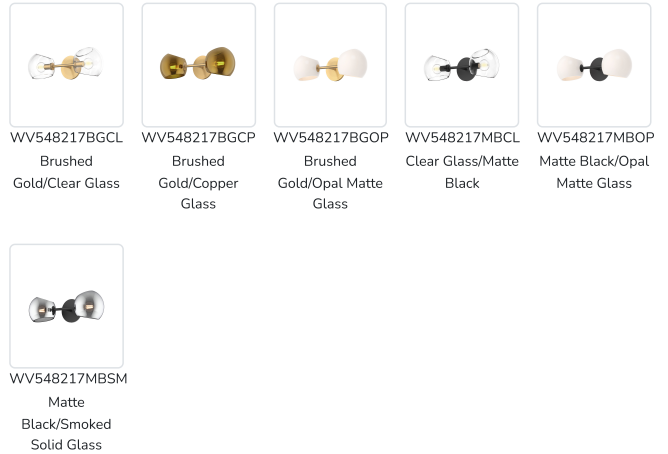 WV548217BGCL
Brushed
Gold/Clear Glass
WV548217BGCP
Brushed
Gold/Copper
Glass
WV548217BGOP
Brushed
Gold/Opal Matte
Glass
WV548217MBCL
Clear Glass/Matte
Black
WV548217MBOP
Matte Black/Opal
Matte Glass
WV548217MBSM
Matte
Black/Smoked
Solid Glass